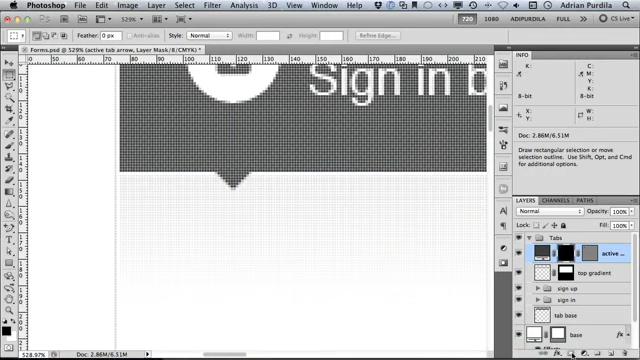 Photoshop File Edit Image Layer Select Filter Analysis 3D View Window Help
Adrian Purdila
529%
720 1080 ADIPURDILA FULL
CS Live
Feather: 0 px
Style: Normal
Width:
Height:
Refine Edge...
Forms.psd @ 529% (active tab arrow, Layer Mask/8/CMYK) *
Sign in b
INFO
K:
C:
M:
Y:
K:
8-bit
8-bit
X:
Y:
W:
H:
Doc: 2.86M/6.51M
Draw rectangular selection or move
selection outline. Use Shift, Opt, and Cmd
for additional options.
LAYERS CHANNELS PATHS
Normal
Opacity: 100%
Lock:
Fill: 100%
Tabs
active ...
top gradient
sign up
sign in
tab base
base
fx
528.97%
Doc: 2.86M/6.51M